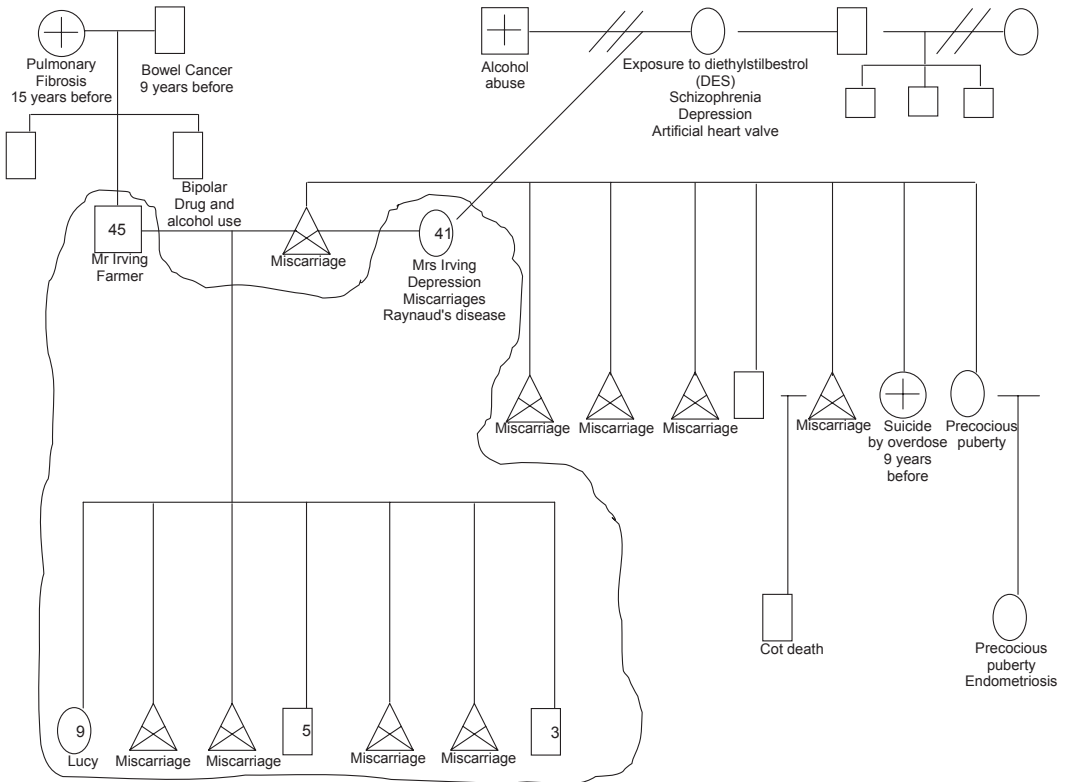 Pulmonary
Fibrosis
15 years before
Bowel Cancer
9 years before
Alcohol
abuse
Exposure to diethylstilbestrol
(DES)
Schizophrenia
Depression
Artificial heart valve
Bipolar
Drug and
alcohol use
45
Mr Irving
Farmer
Miscarriage
41
Mrs Irving
Depression
Miscarriages
Raynaud's disease
Miscarriage
Miscarriage
Miscarriage
Miscarriage
Suicide
by overdose
9 years
before
Precocious
puberty
Cot death
Precocious
puberty
Endometriosis
9
Lucy
Miscarriage
Miscarriage
5
Miscarriage
Miscarriage
3